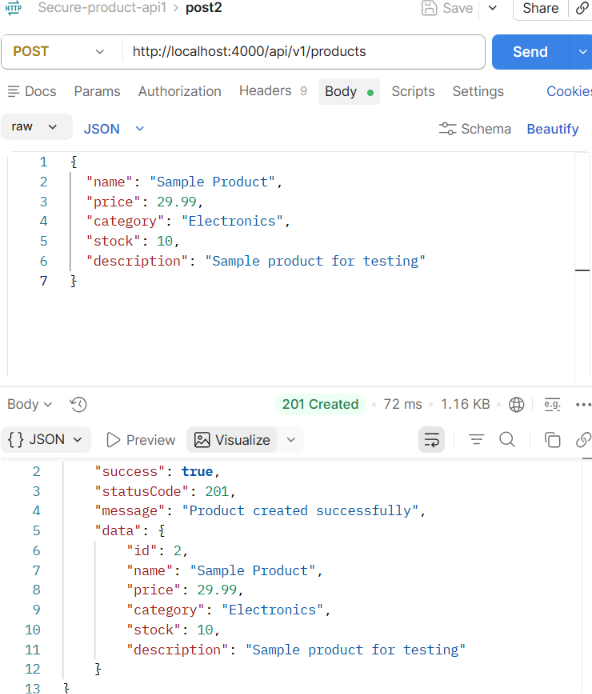 HTTP Secure-product-api1 > post2 Save Share
POST http://localhost:4000/api/v1/products Send
Docs Params Authorization Headers 9 Body Scripts Settings Cookies
raw JSON Schema Beautify
1 {
2 "name": "Sample Product",
3 "price": 29.99,
4 "category": "Electronics",
5 "stock": 10,
6 "description": "Sample product for testing"
7 }
Body 201 Created • 72 ms • 1.16 KB • e.g. •••
{} JSON Preview Visualize
2 "success": true,
3 "statusCode": 201,
4 "message": "Product created successfully",
5 "data": {
6 "id": 2,
7 "name": "Sample Product",
8 "price": 29.99,
9 "category": "Electronics",
10 "stock": 10,
11 "description": "Sample product for testing"
12 }
13 }